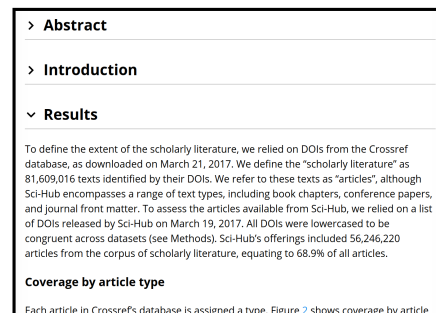 Abstract
Introduction
Results
To define the extent of the scholarly literature, we relied on DOIs from the Crossref
database, as downloaded on March 21, 2017. We define the “scholarly literature” as
81,609,016 texts identified by their DOIs. We refer to these texts as “articles”, although
Sci-Hub encompasses a range of text types, including book chapters, conference papers,
and journal front matter. To assess the articles available from Sci-Hub, we relied on a list
of DOIs released by Sci-Hub on March 19, 2017. All DOIs were lowercased to be
congruent across datasets (see Methods). Sci-Hub’s offerings included 56,246,220
articles from the corpus of scholarly literature, equating to 68.9% of all articles.
Coverage by article type
Each article in Crossref’s database is assigned a type. Figure 2 shows coverage by article